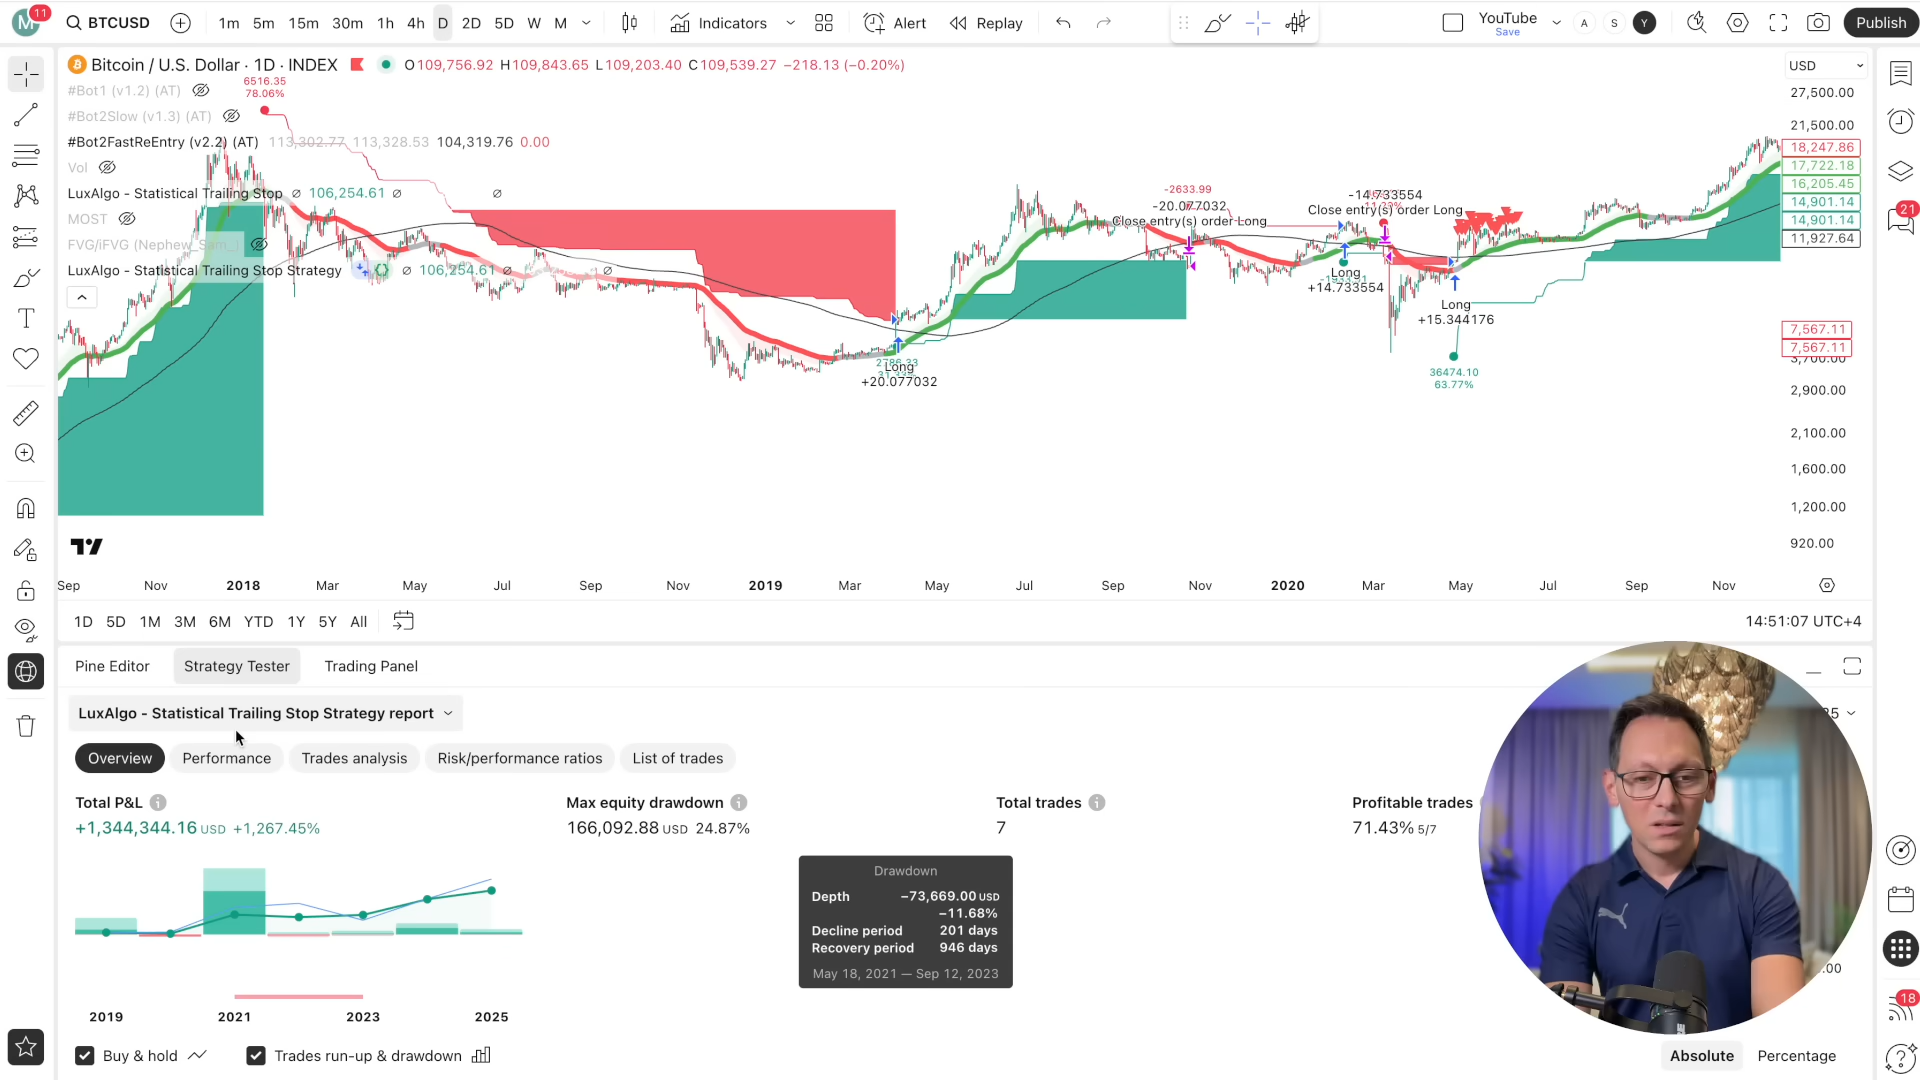 M 11 BTCUSD 1m 5m 15m 30m 1h 4h D 2D 5D W M Indicators Alert Replay YouTube Save A S Y Publish
Bitcoin / U.S. Dollar · 1D · INDEX O109,756.92 H109,843.65 L109,203.40 C109,539.27 −218.13 (−0.20%)
USD
6516.35
78.06%
#Bot1 (v1.2) (AT)
#Bot2Slow (v1.3) (AT)
#Bot2FastReEntry (v2.2) (AT) 113,302.77 113,328.53 104,319.76 0.00
Vol
LuxAlgo - Statistical Trailing Stop ∅ 106,254.61 ∅ ∅
MOST
FVG/iFVG (Nephew_Sam_)
LuxAlgo - Statistical Trailing Stop Strategy ∅ 106,254.61 ∅ ∅
-2633.99
-20.077032
Close entry(s) order Long
-14.733554
Close entry(s) order Long
Long
+20.077032
Long
+14.733554
Long
+15.344176
36474.10
63.77%
27,500.00
21,500.00
18,247.86
17,722.18
16,205.45
14,901.14
14,901.14
11,927.64
7,567.11
7,567.11
3,700.00
2,900.00
2,100.00
1,600.00
1,200.00
920.00
21
Sep Nov 2018 Mar May Jul Sep Nov 2019 Mar May Jul Sep Nov 2020 Mar May Jul Sep Nov
1D 5D 1M 3M 6M YTD 1Y 5Y All 14:51:07 UTC+4
Pine Editor Strategy Tester Trading Panel
LuxAlgo - Statistical Trailing Stop Strategy report
Overview Performance Trades analysis Risk/performance ratios List of trades
Total P&L Max equity drawdown Total trades Profitable trades
+1,344,344.16 USD +1,267.45% 166,092.88 USD 24.87% 7 71.43% 5/7
Drawdown
Depth −73,669.00 USD
−11.68%
Decline period 201 days
Recovery period 946 days
May 18, 2021 — Sep 12, 2023
18
2019 2021 2023 2025
Buy & hold Trades run-up & drawdown Absolute Percentage